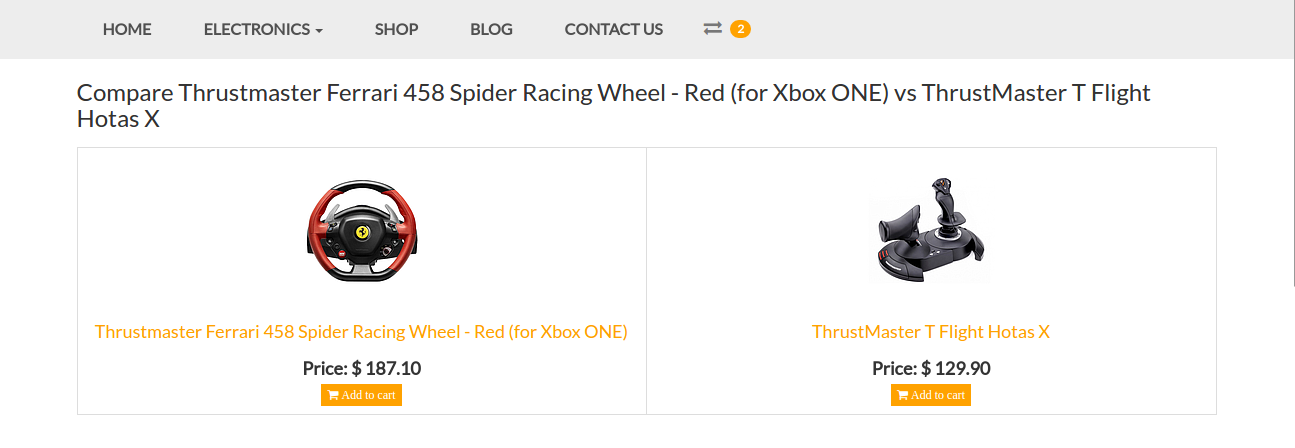 HOME ELECTRONICS SHOP BLOG CONTACT US 2
Compare Thrustmaster Ferrari 458 Spider Racing Wheel - Red (for Xbox ONE) vs ThrustMaster T Flight
Hotas X
Thrustmaster Ferrari 458 Spider Racing Wheel - Red (for Xbox ONE)
Price: $ 187.10
Add to cart
ThrustMaster T Flight Hotas X
Price: $ 129.90
Add to cart